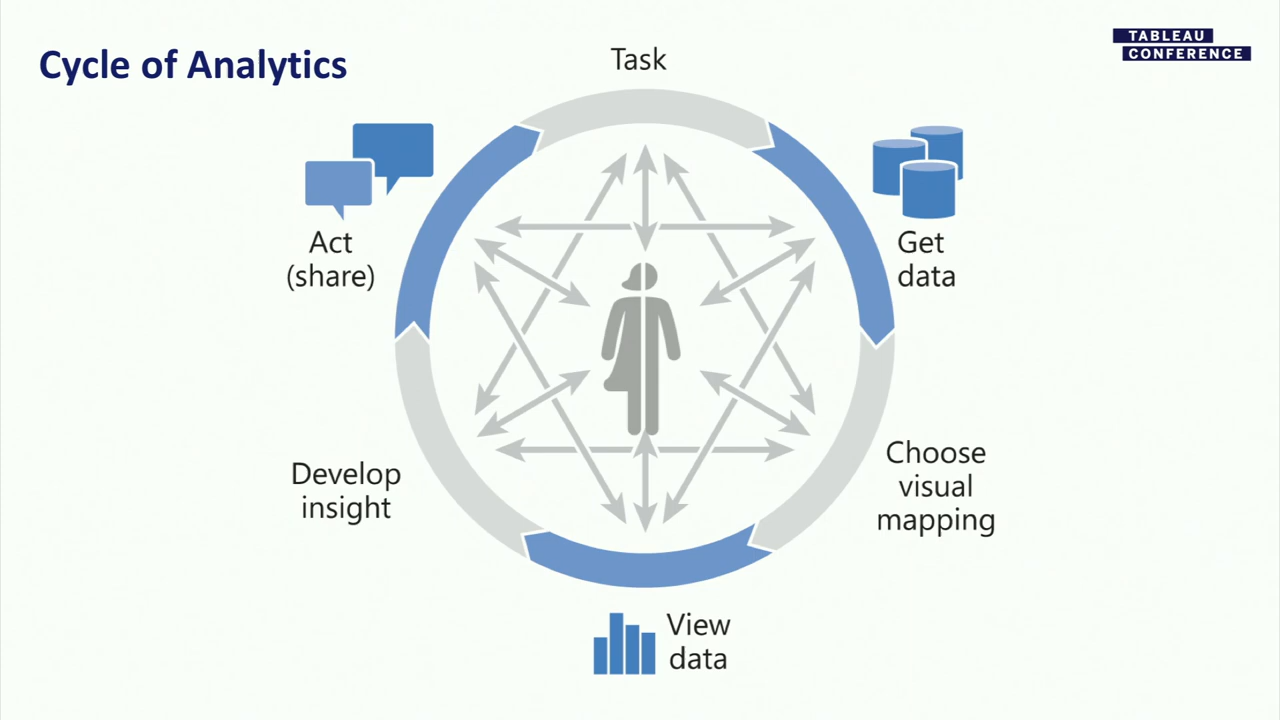 Cycle of Analytics
TABLEAU
CONFERENCE
Task
Get
data
Choose
visual
mapping
View
data
Develop
insight
Act
(share)